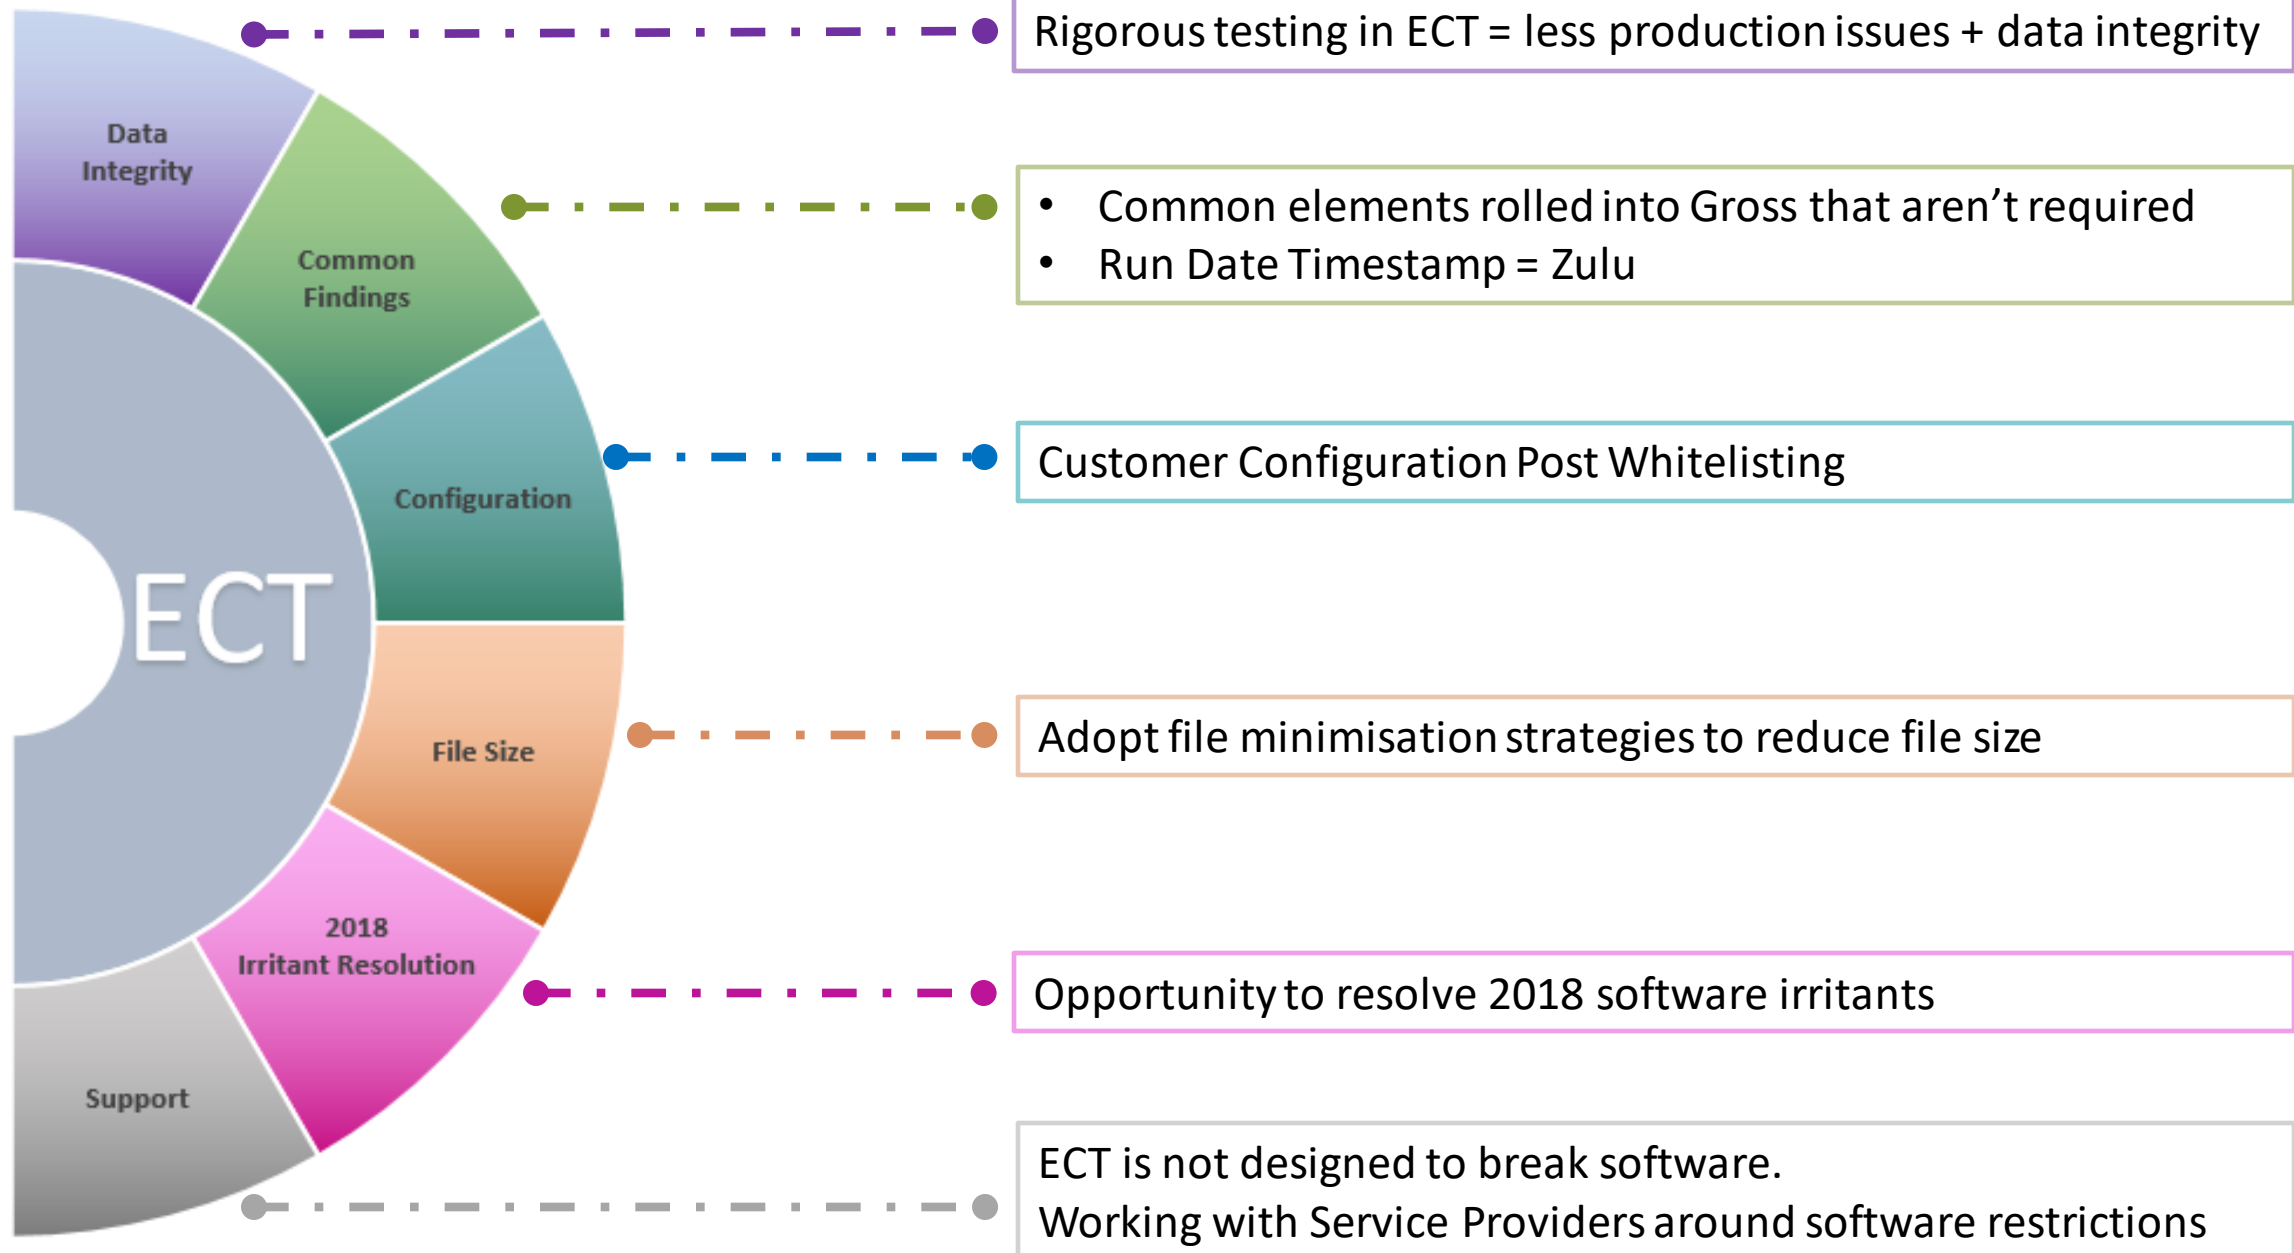 Data
Integrity
Rigorous testing in ECT = less production issues + data integrity
Common
Findings
• Common elements rolled into Gross that aren’t required
• Run Date Timestamp = Zulu
Configuration
Customer Configuration Post Whitelisting
ECT
File Size
Adopt file minimisation strategies to reduce file size
2018
Irritant Resolution
Opportunity to resolve 2018 software irritants
Support
ECT is not designed to break software.
Working with Service Providers around software restrictions